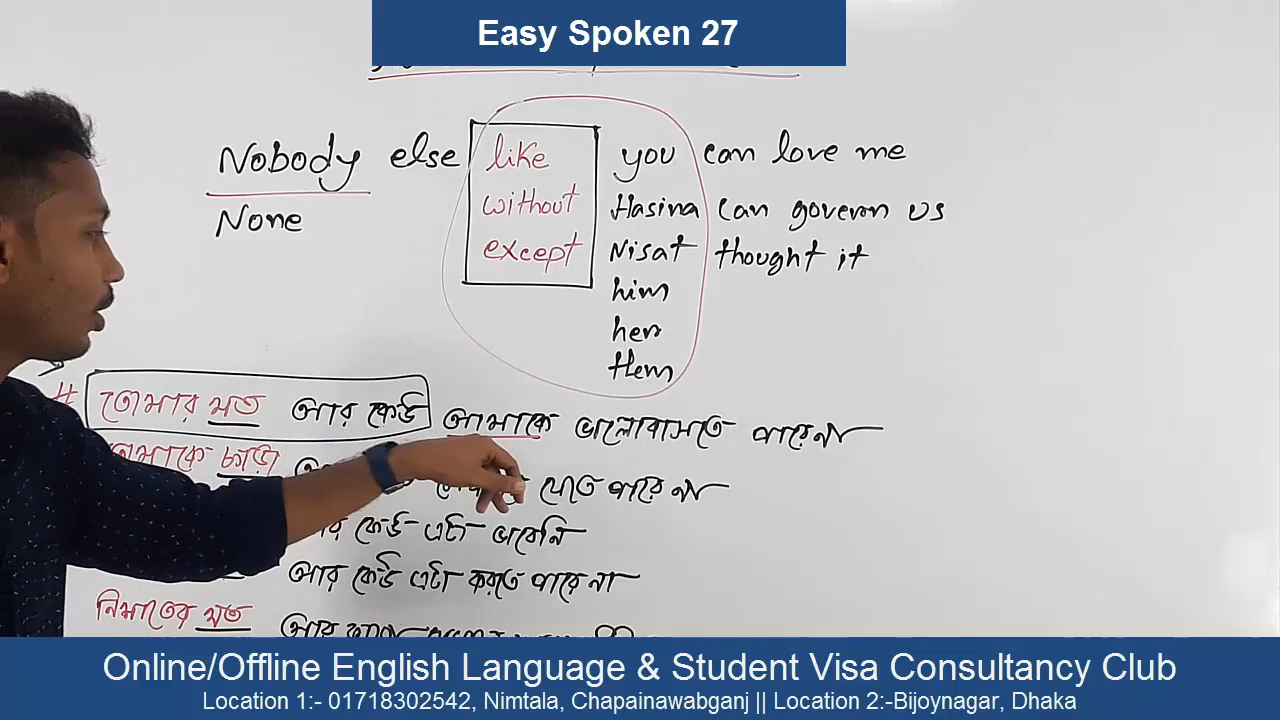 Easy Spoken 27
Nobody else like you can love me
None without Hasina can govern us
except Nisat thought it
him
her
them
# তোমার মত আর কেউ আমাকে ভালোবাসতে পারেনা
ছাড়া যেতে পারে না
আর কেউ এটা ভাবেনি
আর কেউ এটা করতে পারে না
নিসাতের মত
Online/Offline English Language & Student Visa Consultancy Club
Location 1:- 01718302542, Nimtala, Chapainawabganj || Location 2:-Bijoynagar, Dhaka